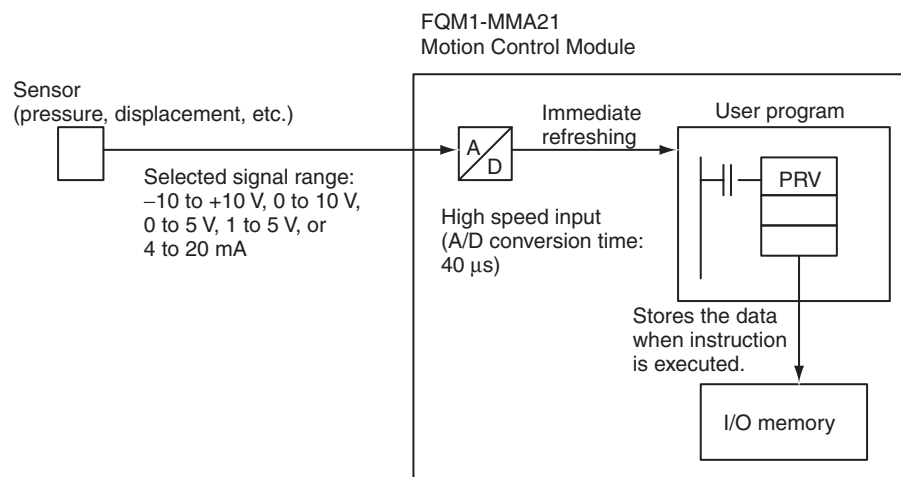 FQM1-MMA21
Motion Control Module
Sensor
(pressure, displacement, etc.)
Selected signal range:
−10 to +10 V, 0 to 10 V,
0 to 5 V, 1 to 5 V, or
4 to 20 mA
A
D
Immediate
refreshing
High speed input
(A/D conversion time:
40 μs)
User program
PRV
Stores the data
when instruction
is executed.
I/O memory